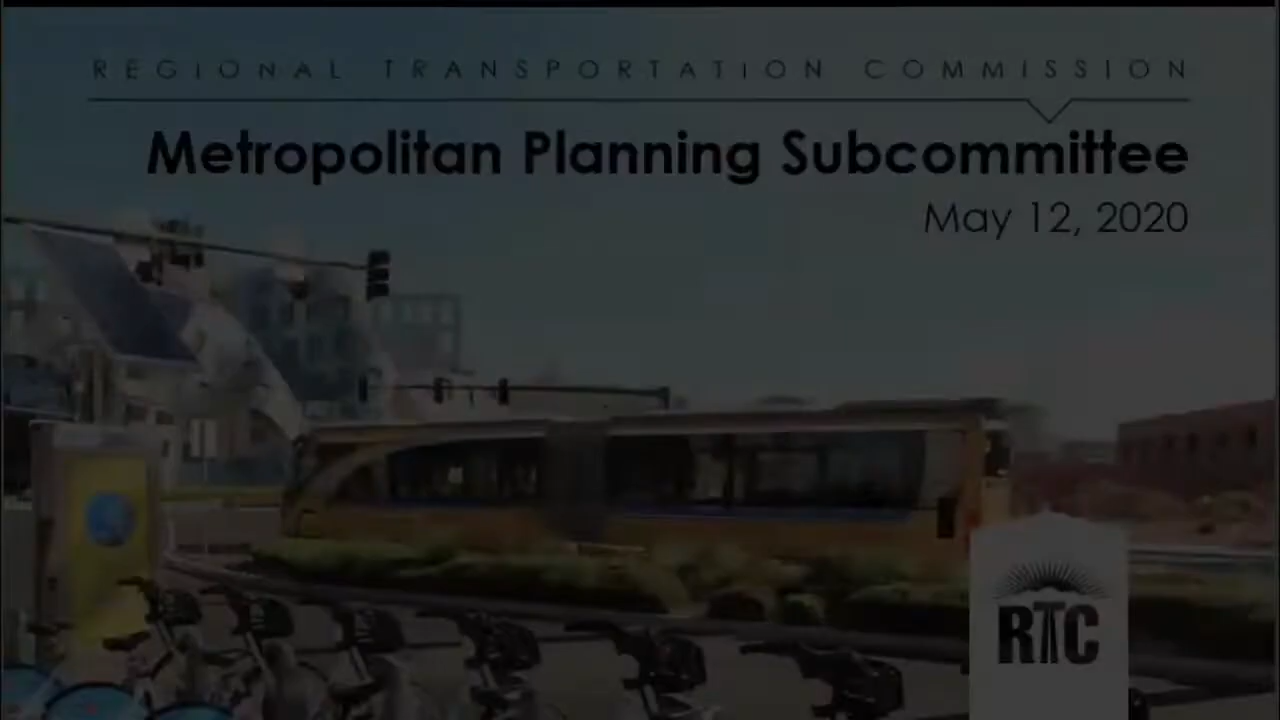 REGIONAL TRANSPORTATION COMMISSION
Metropolitan Planning Subcommittee
May 12, 2020
RTC